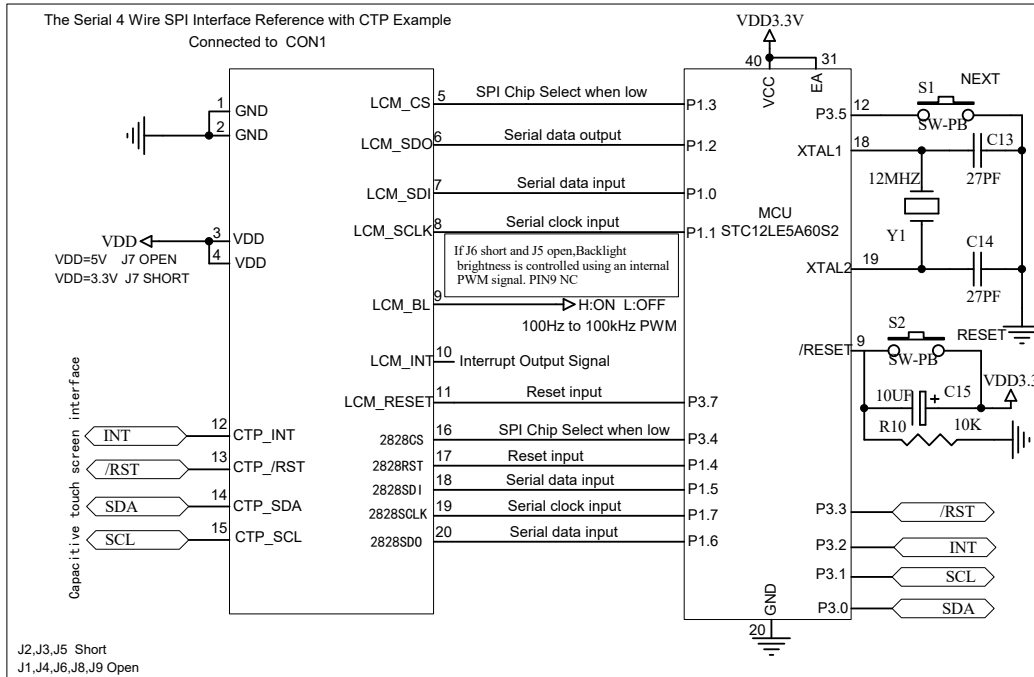 The Serial 4 Wire SPI Interface Reference with CTP Example
Connected to CON1
1
GND
2
GND
VDD
3
VDD
4
VDD
VDD=5V J7 OPEN
VDD=3.3V J7 SHORT
Capacitive touch screen interface
INT
12
CTP_INT
/RST
13
CTP_/RST
SDA
14
CTP_SDA
SCL
15
CTP_SCL
LCM_CS
5
SPI Chip Select when low
P1.3
LCM_SDO
6
Serial data output
P1.2
LCM_SDI
7
Serial data input
P1.0
LCM_SCLK
8
Serial clock input
P1.1
If J6 short and J5 open,Backlight
brightness is controlled using an internal
PWM signal. PIN9 NC
LCM_BL
9
H:ON L:OFF
100Hz to 100kHz PWM
LCM_INT
10
Interrupt Output Signal
LCM_RESET
11
Reset input
P3.7
2828CS
16
SPI Chip Select when low
P3.4
2828RST
17
Reset input
P1.4
2828SDI
18
Serial data input
P1.5
2828SCLK
19
Serial clock input
P1.7
2828SDO
20
Serial data input
P1.6
VDD3.3V
40
31
VCC
EA
MCU
STC12LE5A60S2
P3.5
12
S1
NEXT
SW-PB
XTAL1
18
C13
27PF
12MHZ
Y1
XTAL2
19
C14
27PF
/RESET
9
S2
RESET
SW-PB
10UF
+
C15
VDD3.3
R10
10K
P3.3
/RST
P3.2
INT
P3.1
SCL
P3.0
SDA
GND
20
J2,J3,J5 Short
J1,J4,J6,J8,J9 Open